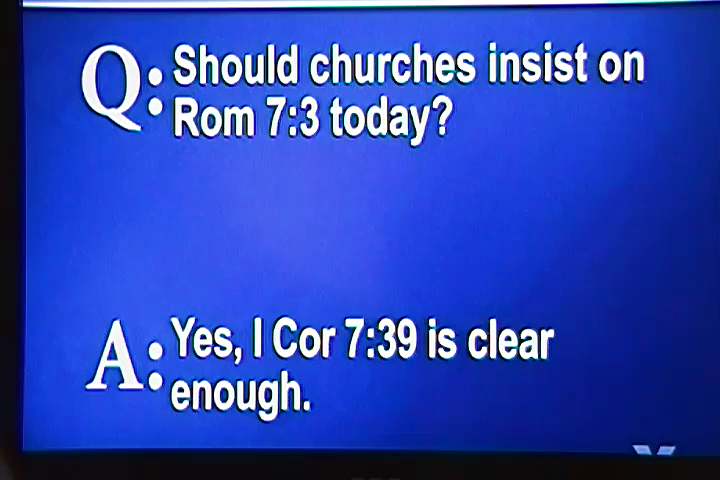 Q: Should churches insist on
Rom 7:3 today?
A: Yes, I Cor 7:39 is clear
enough.